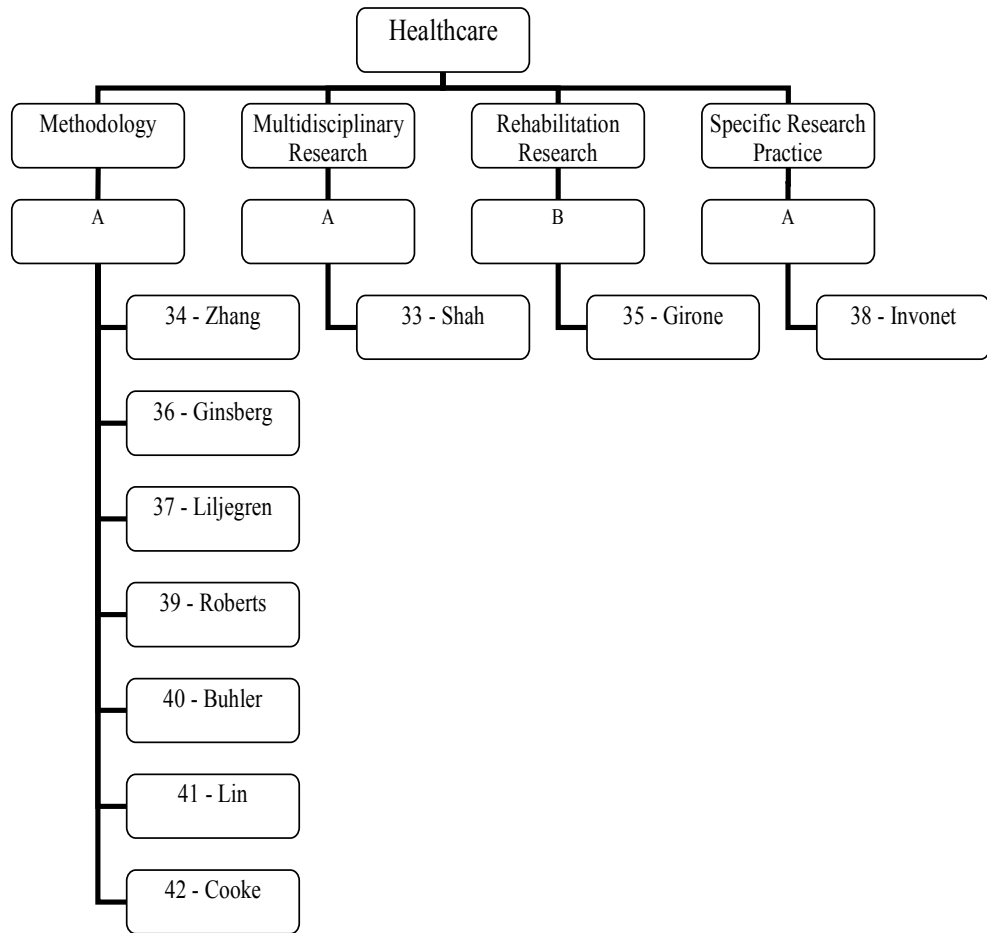 Healthcare
Methodology
Multidisciplinary
Research
Rehabilitation
Research
Specific Research
Practice
A
A
B
A
34 - Zhang
33 - Shah
35 - Girone
38 - Invonet
36 - Ginsberg
37 - Liljegren
39 - Roberts
40 - Buhler
41 - Lin
42 - Cooke